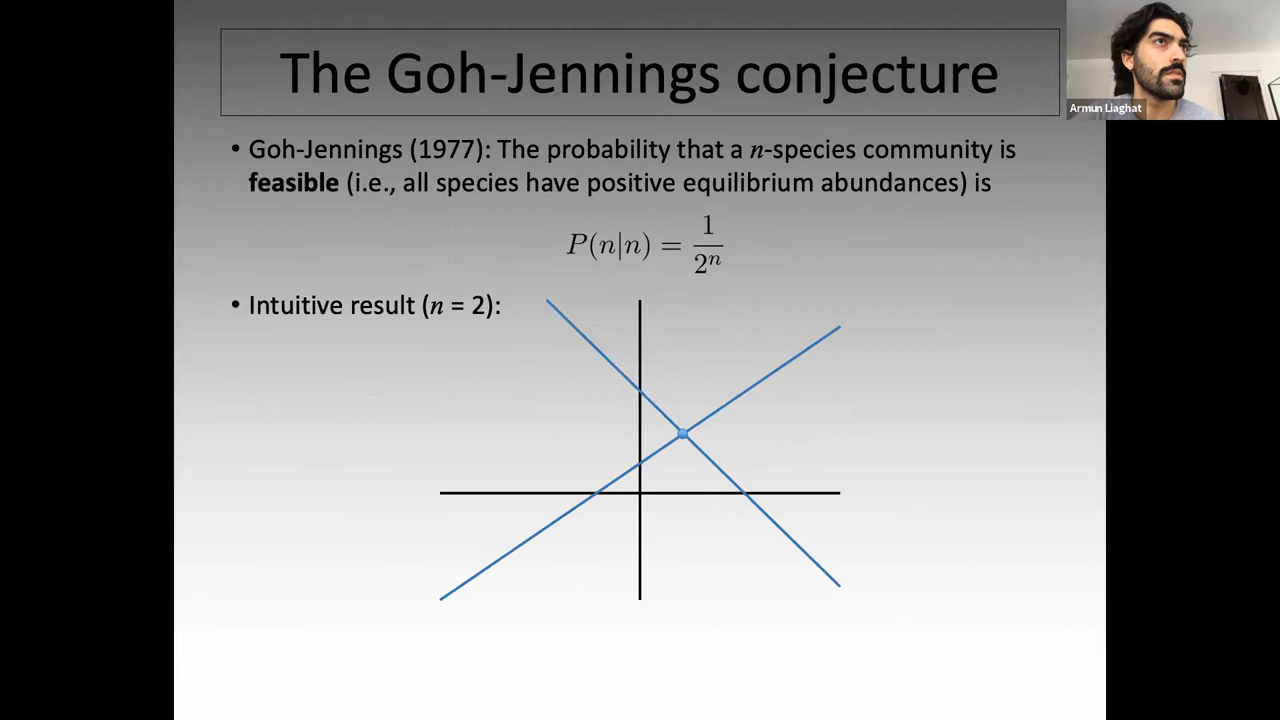 The Goh-Jennings conjecture
Armun Liaghat
• Goh-Jennings (1977): The probability that a n-species community is
feasible (i.e., all species have positive equilibrium abundances) is
P(n|n) = 1/2ⁿ
• Intuitive result (n = 2):